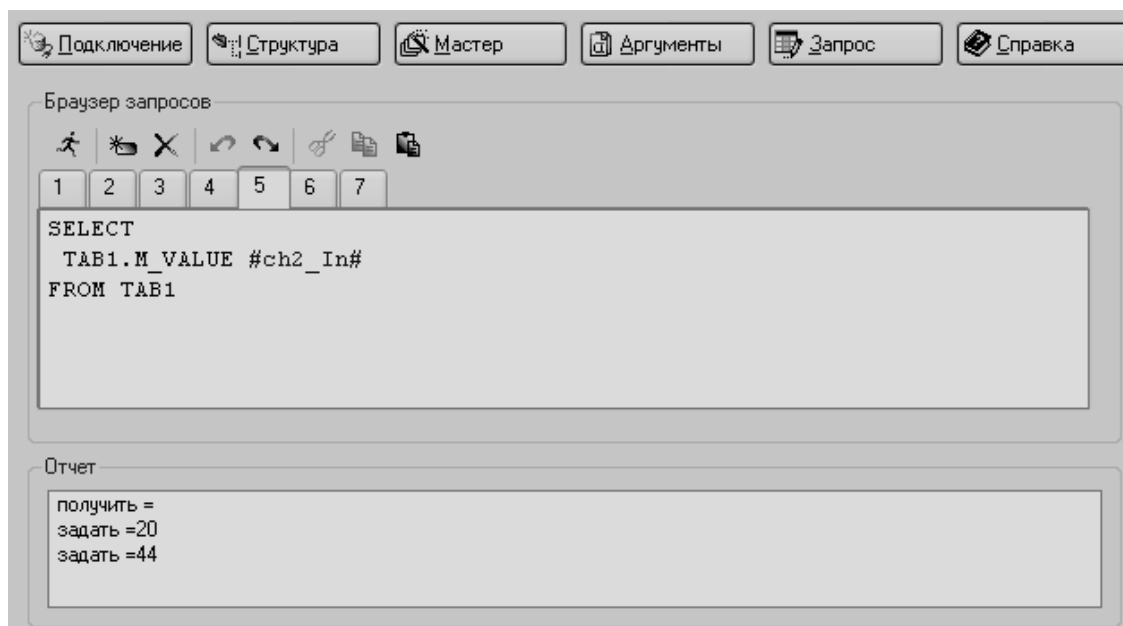 Подключение
Структура
Мастер
Аргументы
Запрос
Справка
Браузер запросов
1 2 3 4 5 6 7
SELECT
TAB1.M_VALUE #ch2_In#
FROM TAB1
Отчет
получить =
задать =20
задать =44